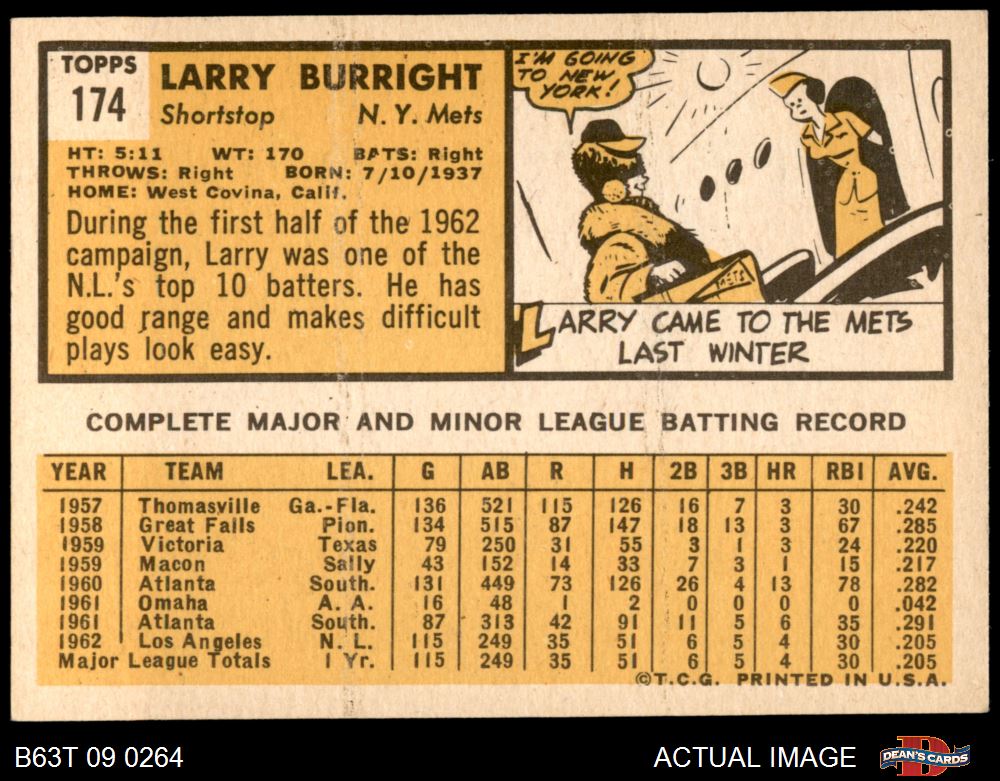 TOPPS
174
LARRY BURRIGHT
Shortstop N. Y. Mets
HT: 5:11 WT: 170 BATS: Right
THROWS: Right BORN: 7/10/1937
HOME: West Covina, Calif.
During the first half of the 1962
campaign, Larry was one of the
N.L.'s top 10 batters. He has
good range and makes difficult
plays look easy.
I'M GOING
TO NEW
YORK!
METS
LARRY CAME TO THE METS
LAST WINTER
COMPLETE MAJOR AND MINOR LEAGUE BATTING RECORD
YEAR TEAM LEA. G AB R H 2B 3B HR RBI AVG.
1957 Thomasville Ga.-Fla. 136 521 115 126 16 7 3 30 .242
1958 Great Falls Pion. 134 515 87 147 18 13 3 67 .285
1959 Victoria Texas 79 250 31 55 3 1 3 24 .220
1959 Macon Sally 43 152 14 33 7 3 1 15 .217
1960 Atlanta South. 131 449 73 126 26 4 13 78 .282
1961 Omaha A. A. 16 48 1 2 0 0 0 0 .042
1961 Atlanta South. 87 313 42 91 11 5 6 35 .291
1962 Los Angeles N. L. 115 249 35 51 6 5 4 30 .205
Major League Totals 1 Yr. 115 249 35 51 6 5 4 30 .205
©T.C.G. PRINTED IN U.S.A.
B63T 09 0264 ACTUAL IMAGE
DEAN'S CARDS